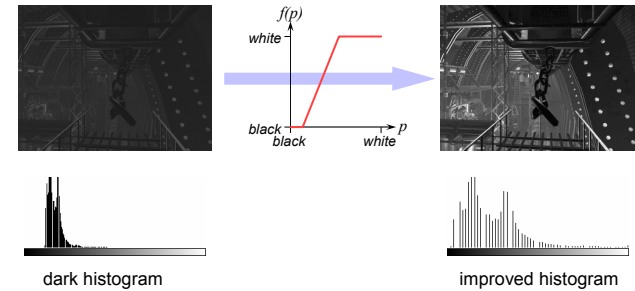 f(p)
white
black
p
black
white
dark histogram
improved histogram